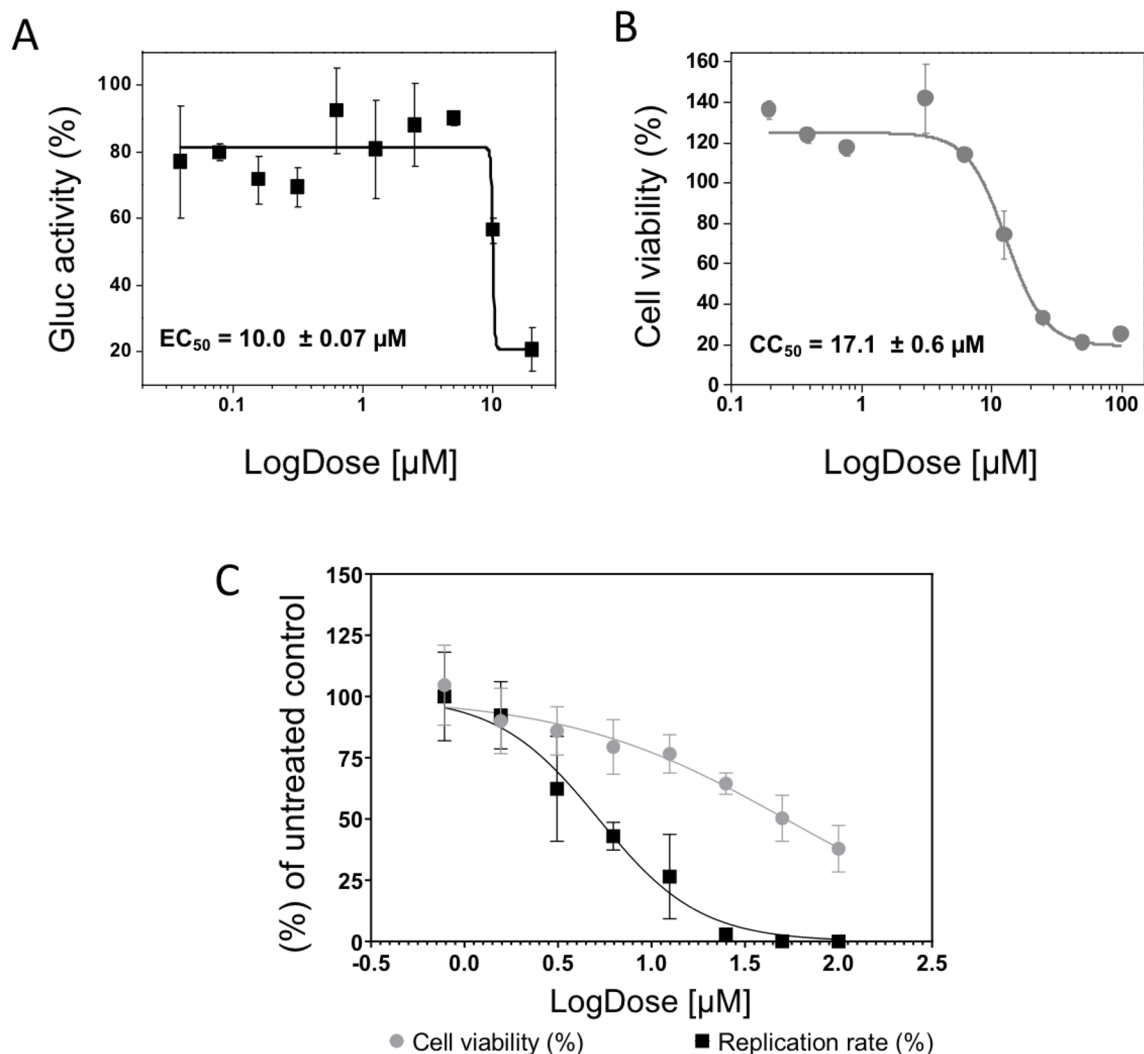 A
Gluc activity (%)
100
80
60
40
20
EC₅₀ = 10.0 ± 0.07 µM
0.1 1 10
LogDose [µM]
B
Cell viability (%)
160
140
120
100
80
60
40
20
0
CC₅₀ = 17.1 ± 0.6 µM
0.1 1 10 100
LogDose [µM]
C
(%) of untreated control
150
125
100
75
50
25
0
-0.5 0.0 0.5 1.0 1.5 2.0 2.5
LogDose [µM]
Cell viability (%) Replication rate (%)